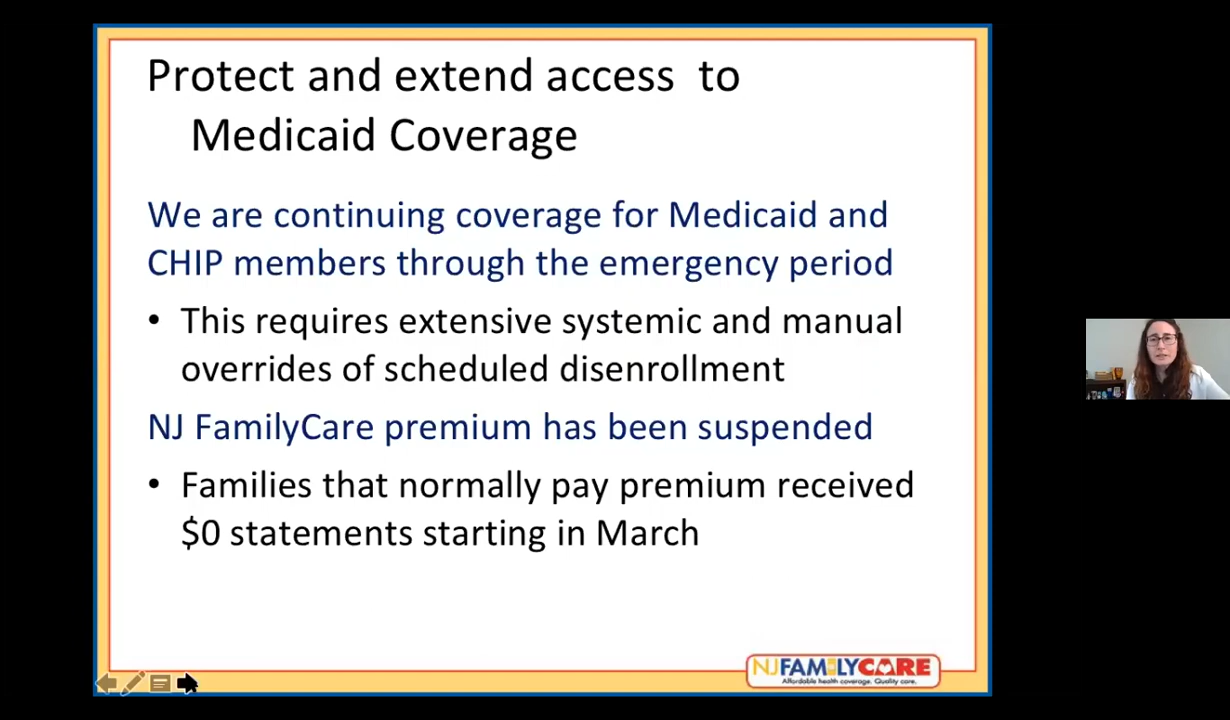 Protect and extend access to
Medicaid Coverage
We are continuing coverage for Medicaid and
CHIP members through the emergency period
• This requires extensive systemic and manual
overrides of scheduled disenrollment
NJ FamilyCare premium has been suspended
• Families that normally pay premium received
$0 statements starting in March
NJFAMILYCARE
Affordable health coverage. Quality care.